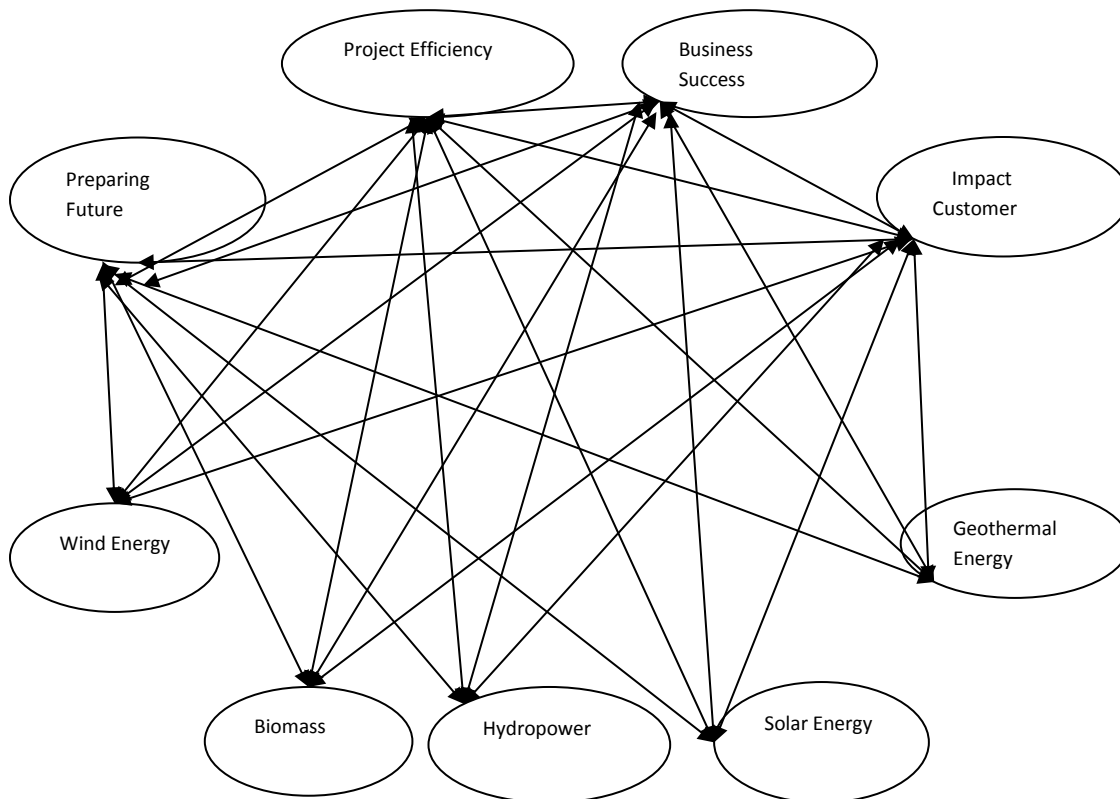 Project Efficiency
Business
Success
Preparing
Future
Impact
Customer
Wind Energy
Geothermal
Energy
Biomass
Hydropower
Solar Energy